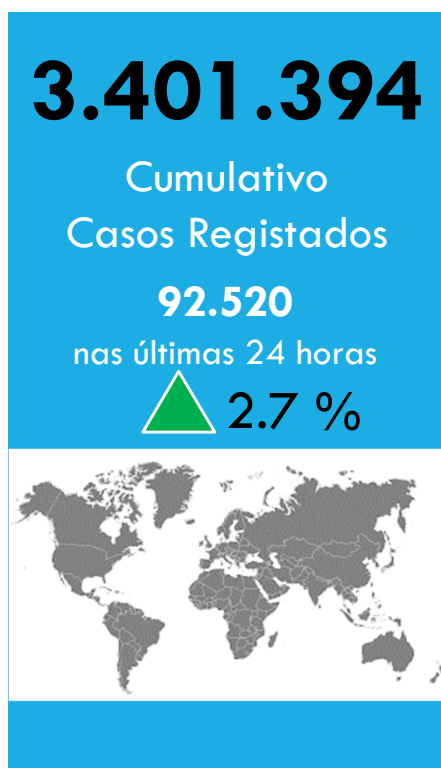 3.401.394
Cumulativo
Casos Registados
92.520
nas últimas 24 horas
2.7 %